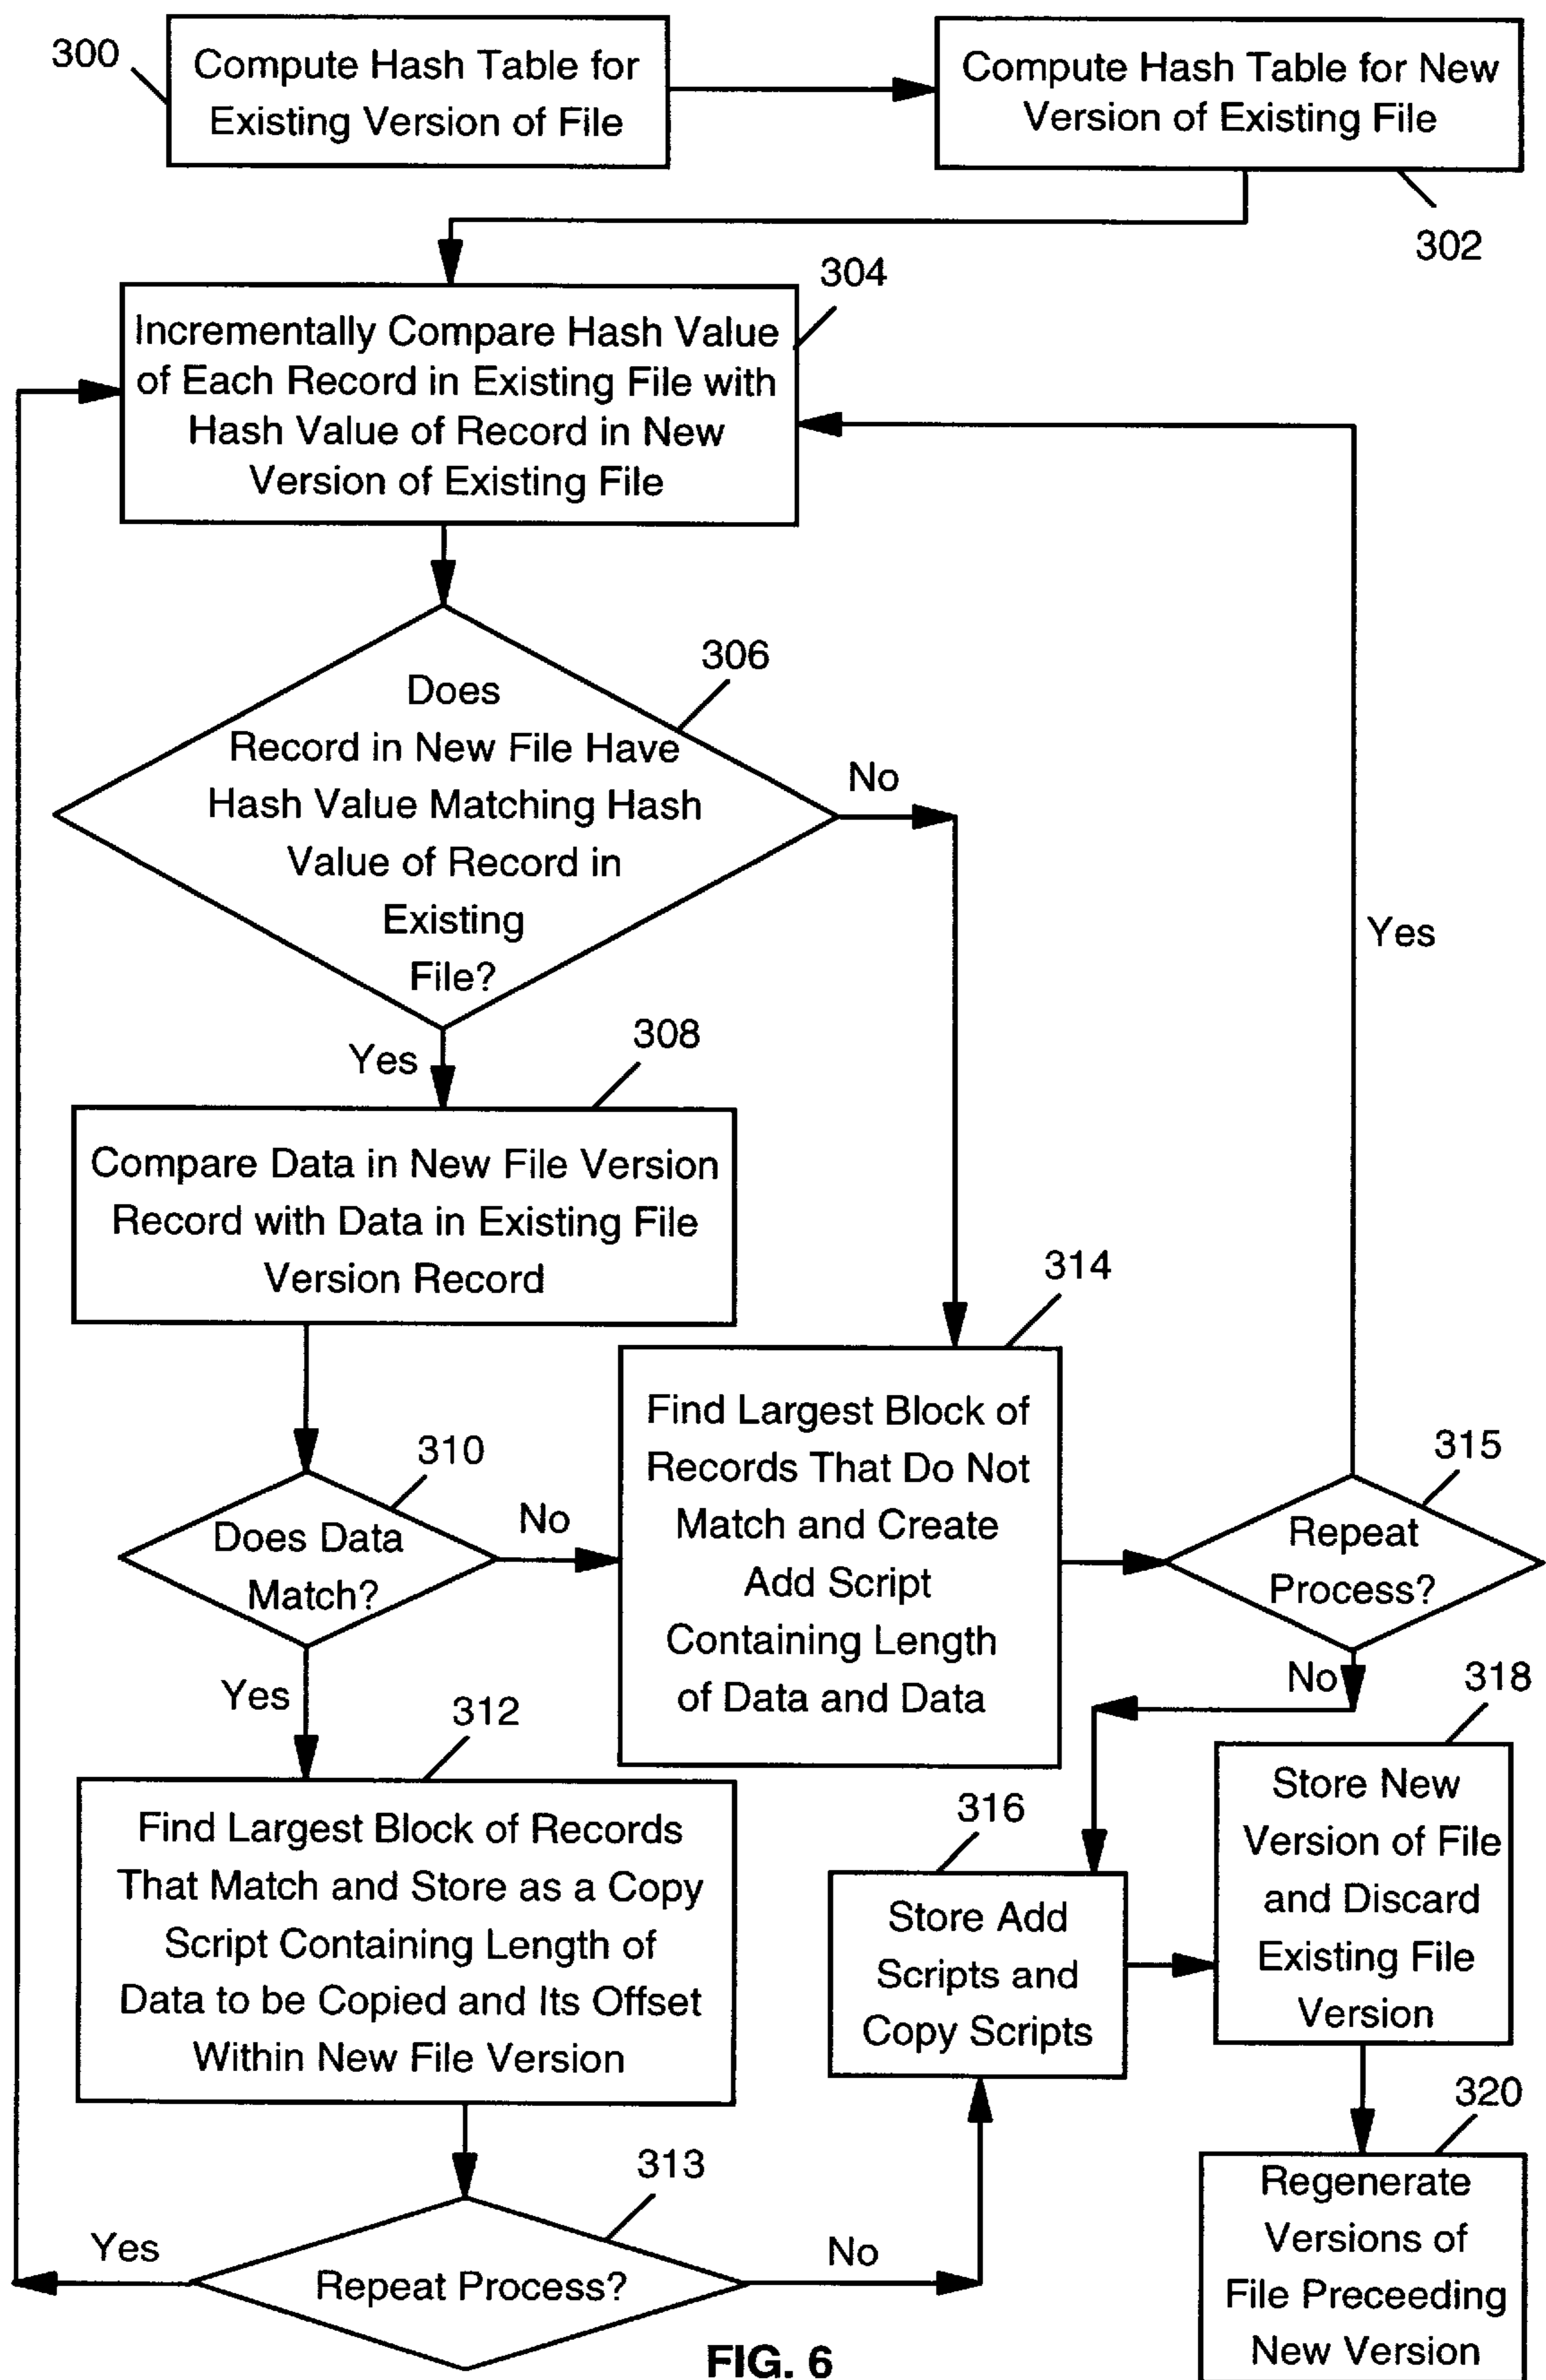 300
Compute Hash Table for
Existing Version of File
Compute Hash Table for New
Version of Existing File
302
304
Incrementally Compare Hash Value
of Each Record in Existing File with
Hash Value of Record in New
Version of Existing File
306
Does
Record in New File Have
Hash Value Matching Hash
Value of Record in
Existing
File?
No
Yes
Yes
308
Compare Data in New File Version
Record with Data in Existing File
Version Record
310
Does Data
Match?
No
Yes
314
Find Largest Block of
Records That Do Not
Match and Create
Add Script
Containing Length
of Data and Data
315
Repeat
Process?
No
312
Find Largest Block of Records
That Match and Store as a Copy
Script Containing Length of
Data to be Copied and Its Offset
Within New File Version
316
Store Add
Scripts and
Copy Scripts
318
Store New
Version of File
and Discard
Existing File
Version
313
Repeat Process?
Yes
No
320
Regenerate
Versions of
File Preceeding
New Version
FIG. 6